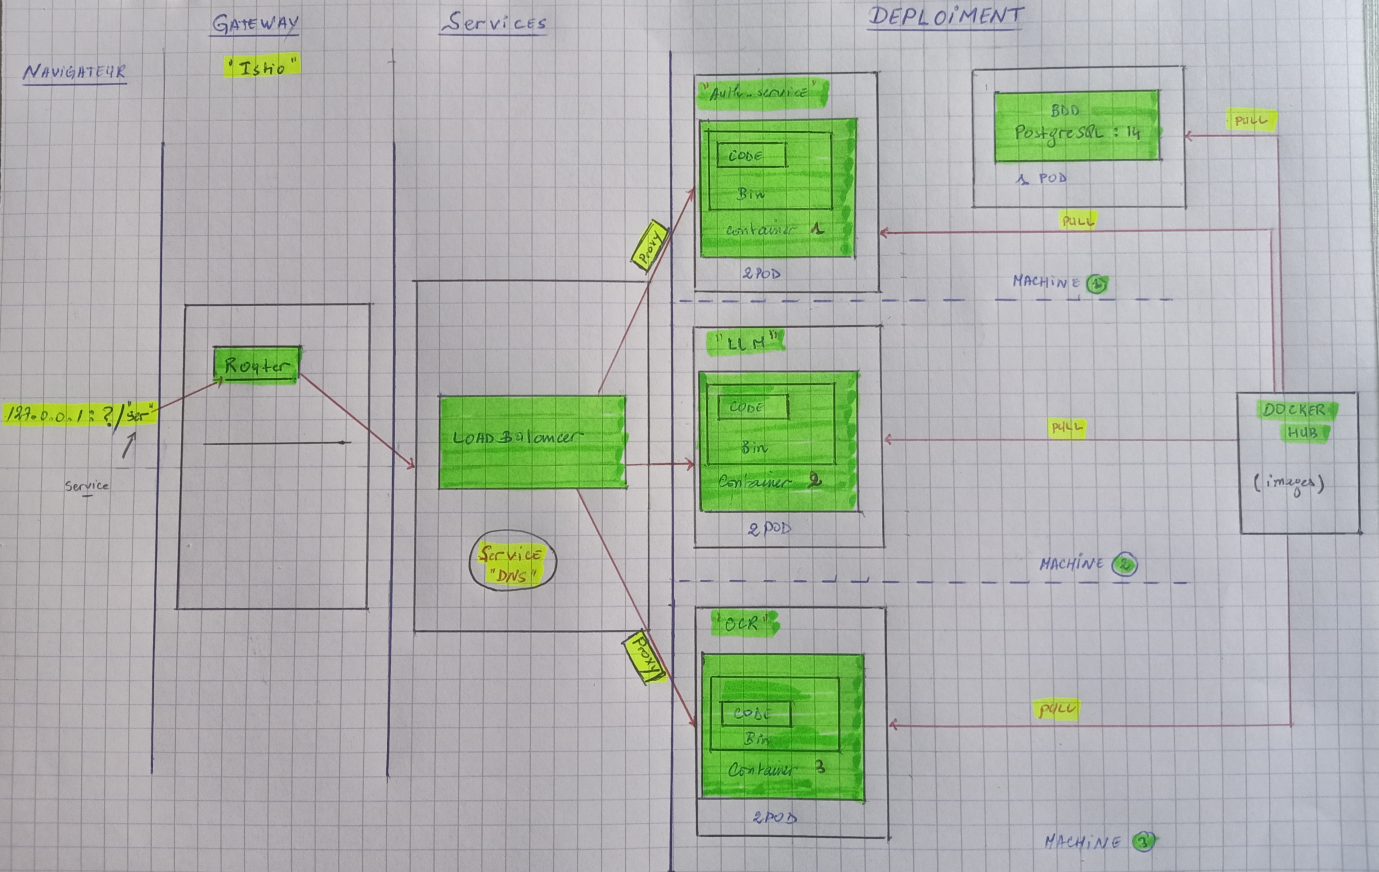 NAVIGATEUR
GATEWAY
"Istio"
Services
DEPLOIMENT
127.0.0.1:?/"ser"
Service
Router
LOAD Balancer
Service
"DNS"
Proxy
Proxy
"Auth_service"
CODE
Bin
Container 1
2POD
BDD
PostgreSQL : 14
1 POD
PULL
PULL
MACHINE 1
"LLM"
CODE
Bin
Container 2
2POD
PULL
MACHINE 2
"OCR"
CODE
Bin
Container 3
2POD
PULL
MACHINE 3
DOCKER
HUB
(images)